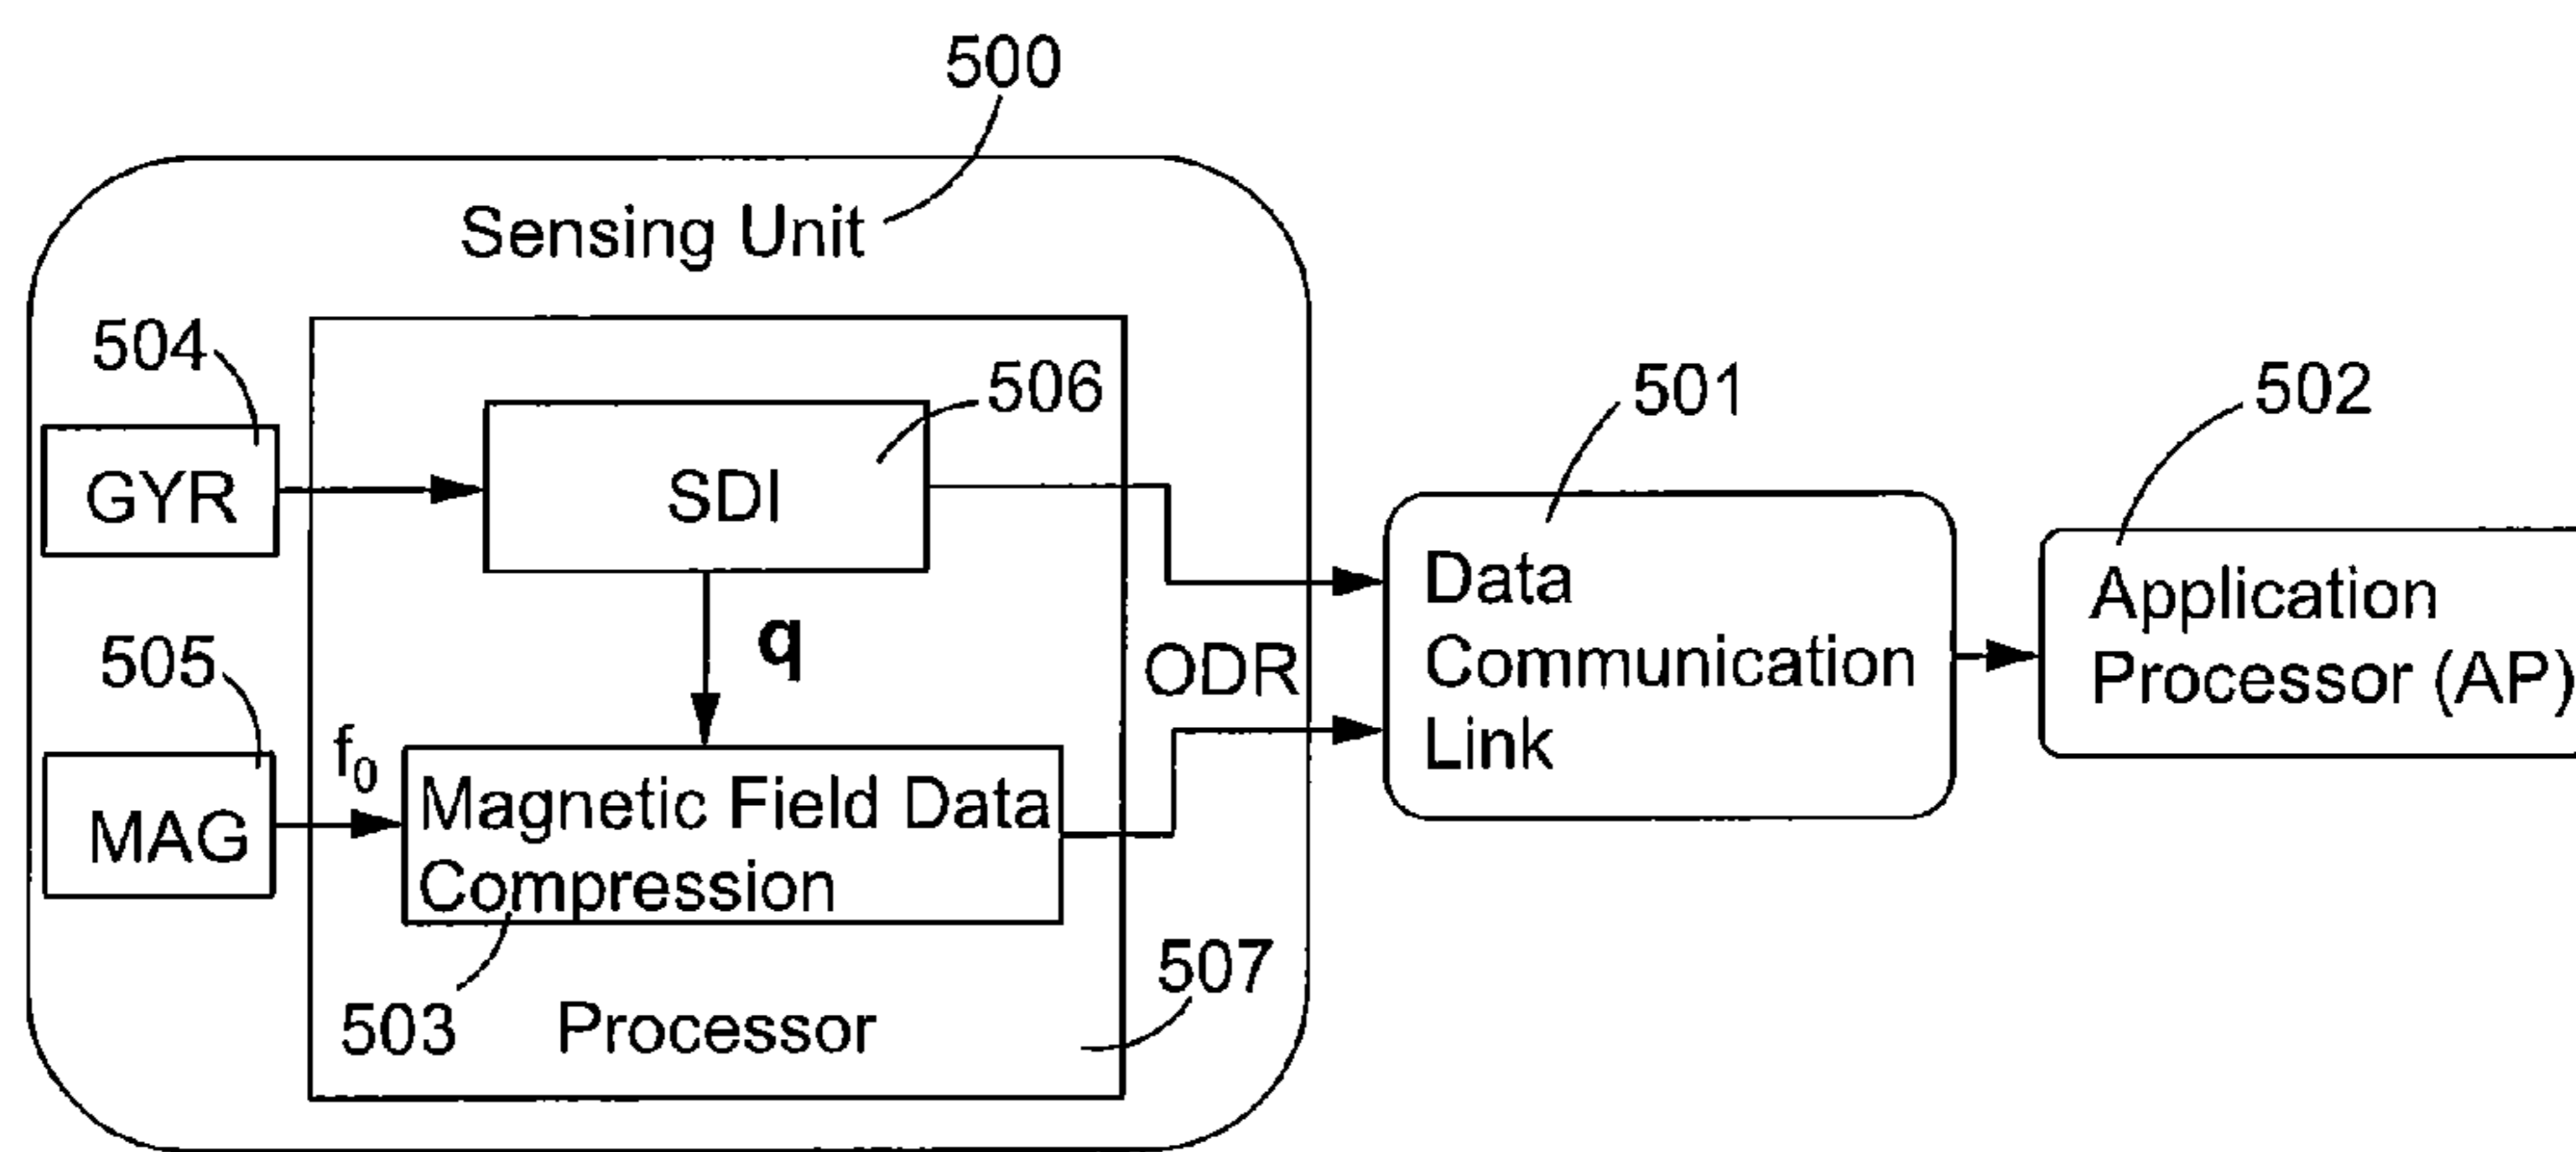 500
Sensing Unit
504
506
GYR
SDI
501
502
q
505
ODR
f₀
MAG
Magnetic Field Data
Compression
Data
Communication
Link
Application
Processor (AP)
503
Processor
507